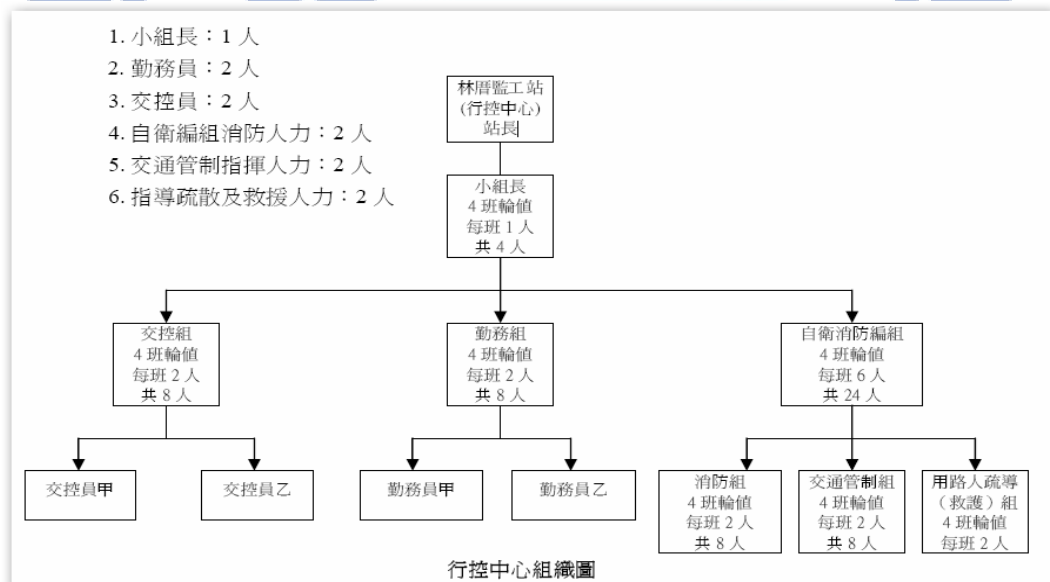 1. 小組長：1 人
2. 勤務員：2 人
3. 交控員：2 人
4. 自衛編組消防人力：2 人
5. 交通管制指揮人力：2 人
6. 指導疏散及救援人力：2 人
林厝監工站
(行控中心)
站長
小組長
4 班輪值
每班 1 人
共 4 人
交控組
4 班輪值
每班 2 人
共 8 人
勤務組
4 班輪值
每班 2 人
共 8 人
自衛消防編組
4 班輪值
每班 6 人
共 24 人
交控員甲
交控員乙
勤務員甲
勤務員乙
消防組
4 班輪值
每班 2 人
共 8 人
交通管制組
4 班輪值
每班 2 人
共 8 人
用路人疏導
（救護）組
4 班輪值
每班 2 人
行控中心組織圖